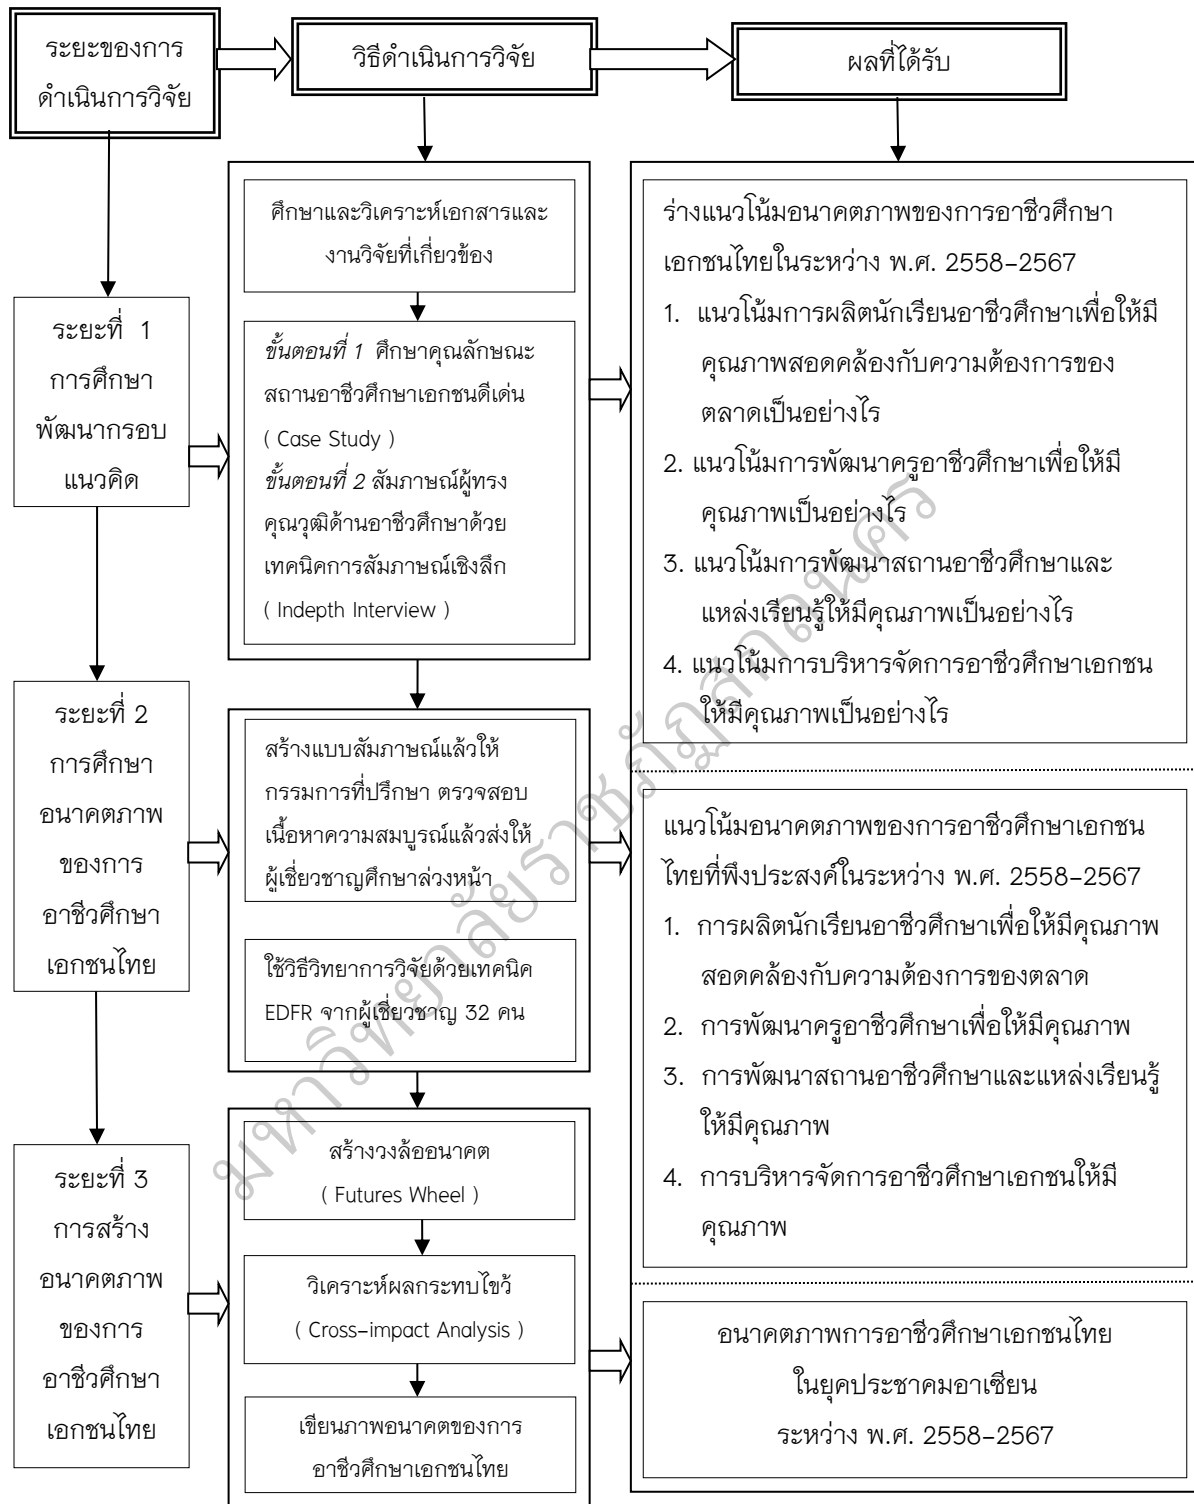 ระยะของการ
ดำเนินการวิจัย
วิธีดำเนินการวิจัย
ผลที่ได้รับ
ระยะที่ 1
การศึกษา
พัฒนากรอบ
แนวคิด
ศึกษาและวิเคราะห์เอกสารและ
งานวิจัยที่เกี่ยวข้อง
ขั้นตอนที่ 1 ศึกษาคุณลักษณะ
สถานอาชีวศึกษาเอกชนดีเด่น
( Case Study )
ขั้นตอนที่ 2 สัมภาษณ์ผู้ทรง
คุณวุฒิด้านอาชีวศึกษาด้วย
เทคนิคการสัมภาษณ์เชิงลึก
( Indepth Interview )
ร่างแนวโน้มอนาคตภาพของการอาชีวศึกษา
เอกชนไทยในระหว่าง พ.ศ. 2558-2567
1. แนวโน้มการผลิตนักเรียนอาชีวศึกษาเพื่อให้มี
คุณภาพสอดคล้องกับความต้องการของ
ตลาดเป็นอย่างไร
2. แนวโน้มการพัฒนาครูอาชีวศึกษาเพื่อให้มี
คุณภาพเป็นอย่างไร
3. แนวโน้มการพัฒนาสถานอาชีวศึกษาและ
แหล่งเรียนรู้ให้มีคุณภาพเป็นอย่างไร
4. แนวโน้มการบริหารจัดการอาชีวศึกษาเอกชน
ให้มีคุณภาพเป็นอย่างไร
ระยะที่ 2
การศึกษา
อนาคตภาพ
ของการ
อาชีวศึกษา
เอกชนไทย
สร้างแบบสัมภาษณ์แล้วให้
กรรมการที่ปรึกษา ตรวจสอบ
เนื้อหาความสมบูรณ์แล้วส่งให้
ผู้เชี่ยวชาญศึกษาล่วงหน้า
ใช้วิธีวิทยาการวิจัยด้วยเทคนิค
EDFR จากผู้เชี่ยวชาญ 32 คน
แนวโน้มอนาคตภาพของการอาชีวศึกษาเอกชน
ไทยที่พึงประสงค์ในระหว่าง พ.ศ. 2558-2567
1. การผลิตนักเรียนอาชีวศึกษาเพื่อให้มีคุณภาพ
สอดคล้องกับความต้องการของตลาด
2. การพัฒนาครูอาชีวศึกษาเพื่อให้มีคุณภาพ
3. การพัฒนาสถานอาชีวศึกษาและแหล่งเรียนรู้
ให้มีคุณภาพ
4. การบริหารจัดการอาชีวศึกษาเอกชนให้มี
คุณภาพ
ระยะที่ 3
การสร้าง
อนาคตภาพ
ของการ
อาชีวศึกษา
เอกชนไทย
สร้างวงล้ออนาคต
( Futures Wheel )
วิเคราะห์ผลกระทบไขว้
( Cross-impact Analysis )
เขียนภาพอนาคตของการ
อาชีวศึกษาเอกชนไทย
อนาคตภาพการอาชีวศึกษาเอกชนไทย
ในยุคประชาคมอาเซียน
ระหว่าง พ.ศ. 2558-2567
มหาวิทยาลัยราชภัฏสกลนคร